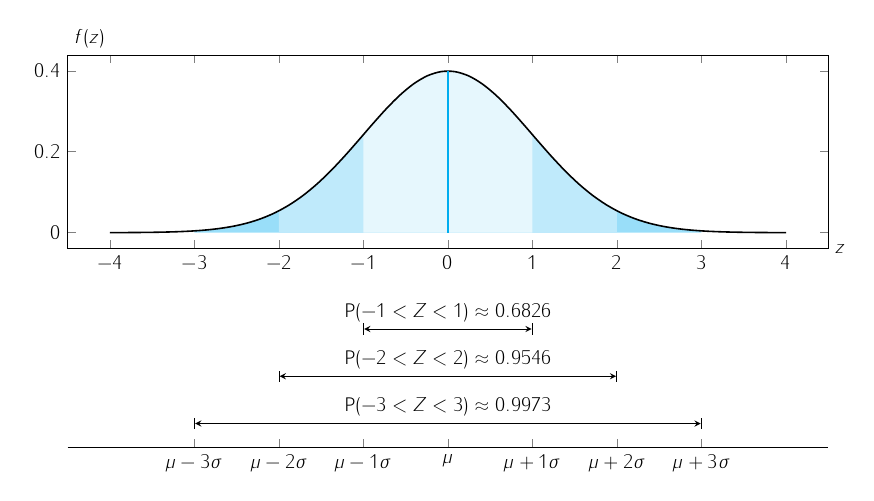 f(z)
0.4
0.2
0
−4 −3 −2 −1 0 1 2 3 4 z
P(−1 < Z < 1) ≈ 0.6826
P(−2 < Z < 2) ≈ 0.9546
P(−3 < Z < 3) ≈ 0.9973
μ − 3σ μ − 2σ μ − 1σ μ μ + 1σ μ + 2σ μ + 3σ